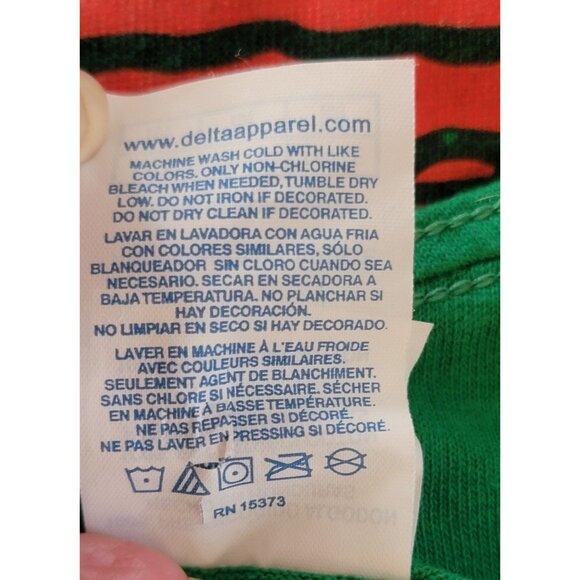 www.deltaapparel.com
MACHINE WASH COLD WITH LIKE
COLORS. ONLY NON-CHLORINE
BLEACH WHEN NEEDED, TUMBLE DRY
LOW. DO NOT IRON IF DECORATED.
DO NOT DRY CLEAN IF DECORATED.
LAVAR EN LAVADORA CON AGUA FRIA
CON COLORES SIMILARES, SÓLO
BLANQUEADOR SIN CLORO CUANDO SEA
NECESARIO. SECAR EN SECADORA A
BAJA TEMPERATURA. NO PLANCHAR SI
HAY DECORACIÓN.
NO LIMPIAR EN SECO SI HAY DECORADO.
LAVER EN MACHINE À L'EAU FROIDE
AVEC COULEURS SIMILAIRES.
SEULEMENT AGENT DE BLANCHIMENT
SANS CHLORE SI NÉCESSAIRE. SÉCHER
EN MACHINE À BASSE TEMPÉRATURE.
NE PAS REPASSER SI DÉCORÉ.
NE PAS LAVER EN PRESSING SI DÉCORÉ.
RN 15373